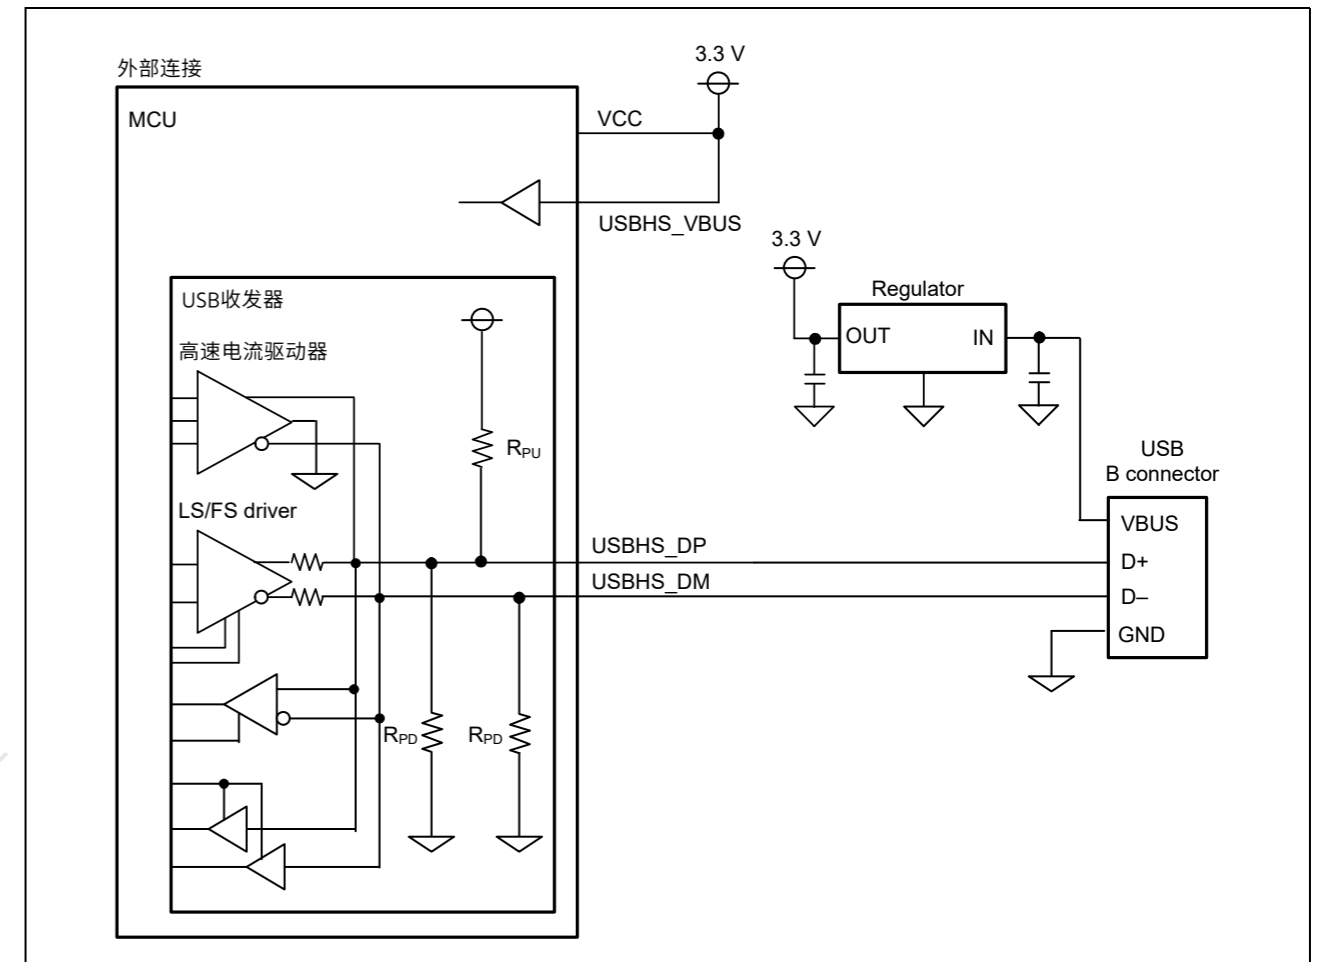 外部连接
MCU
3.3 V
VCC
USBHS_VBUS
3.3 V
Regulator
OUT
IN
USB收发器
高速电流驱动器
RPU
LS/FS driver
USBHS_DP
USBHS_DM
USB
B connector
VBUS
D+
D–
GND
RPD
RPD